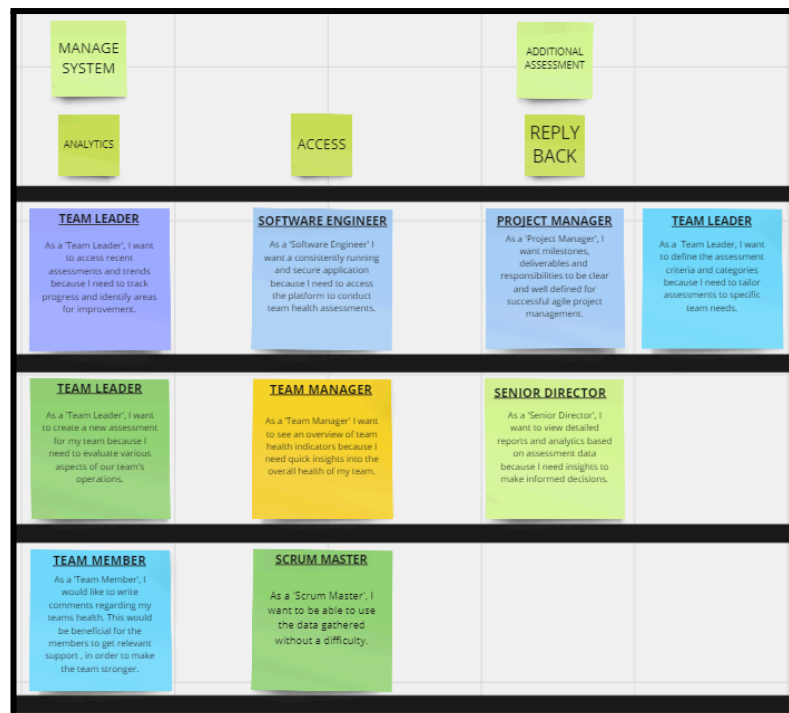 MANAGE
SYSTEM
ADDITIONAL
ASSESSMENT
ANALYTICS
ACCESS
REPLY
BACK
TEAM LEADER
As a 'Team Leader', I want
to access recent
assessments and trends
because I need to track
progress and identify areas
for improvement.
SOFTWARE ENGINEER
As a 'Software Engineer' I
want a consistently running
and secure application
because I need to access
the platform to conduct
team health assessments.
PROJECT MANAGER
As a 'Project Manager', I
want milestones,
deliverables and
responsibilities to be clear
and well defined for
successful agile project
management.
TEAM LEADER
As a  Team Leader, I want
to define the assessment
criteria and categories
because I need to tailor
assessments to specific
team needs.
TEAM LEADER
As a 'Team Leader', I want
to create a new assessment
for my team because I
need to evaluate various
aspects of our team's
operations.
TEAM MANAGER
As a 'Team Manager' I want
to see an overview of team
health indicators because I
need quick insights into the
overall health of my team.
SENIOR DIRECTOR
As a 'Senior Director', I
want to view detailed
reports and analytics based
on assessment data
because I need insights to
make informed decisions.
TEAM MEMBER
As a 'Team Member', I
would like to write
comments regarding my
teams health. This would
be beneficial for the
members to get relevant
support , in order to make
the team stronger.
SCRUM MASTER
As a 'Scrum Master', I
want to be able to use
the data gathered
without a difficulty.